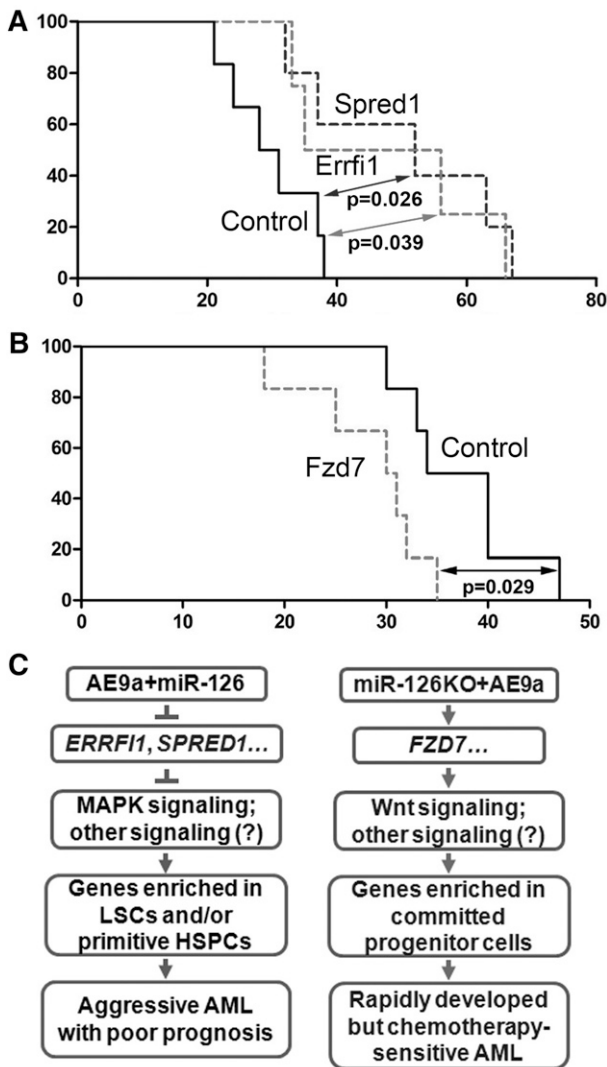 A
100
80
60
40
20
0
Spred1
Errfi1
p=0.026
Control
p=0.039
0 20 40 60 80
B
100
80
60
40
20
0
Control
Fzd7
p=0.029
0 10 20 30 40 50
C
AE9a+miR-126
ERRFI1, SPRED1...
MAPK signaling;
other signaling (?)
Genes enriched in
LSCs and/or
primitive HSPCs
Aggressive AML
with poor prognosis
miR-126KO+AE9a
FZD7...
Wnt signaling;
other signaling (?)
Genes enriched in
committed
progenitor cells
Rapidly developed
but chemotherapy-
sensitive AML